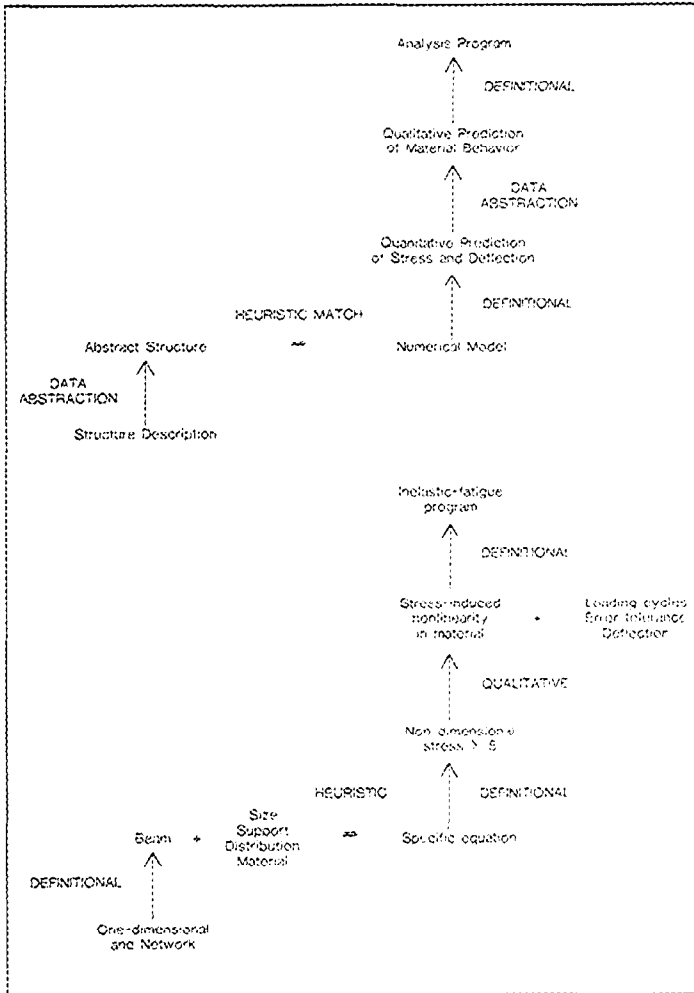 Analysis Program
DEFINITIONAL
Qualitative Prediction
of Material Behavior
DATA
ABSTRACTION
Quantitative Prediction
of Stress and Deflection
HEURISTIC MATCH
DEFINITIONAL
Abstract Structure
Numerical Model
DATA
ABSTRACTION
Structure Description
Inelastic-fatigue
program
DEFINITIONAL
Stress-induced
nonlinearity
in material
+
Loading cycles
Error tolerance
Deflection
QUALITATIVE
stress >
HEURISTIC
DEFINITIONAL
Beam
+
Size
Support
Distribution
Material
Specific equation
DEFINITIONAL
One-dimensional
and Network